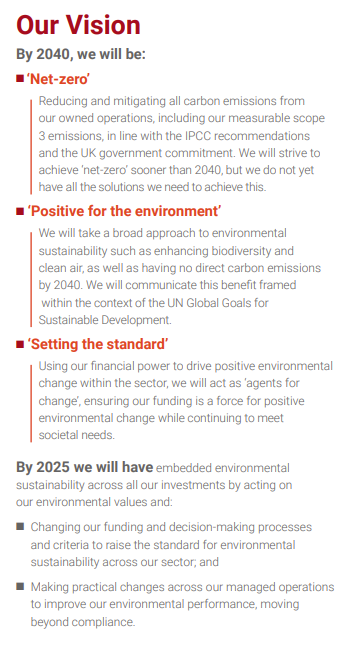 Our Vision
By 2040, we will be:
■ ‘Net-zero’
Reducing and mitigating all carbon emissions from
our owned operations, including our measurable scope
3 emissions, in line with the IPCC recommendations
and the UK government commitment. We will strive to
achieve ‘net-zero’ sooner than 2040, but we do not yet
have all the solutions we need to achieve this.
■ ‘Positive for the environment’
We will take a broad approach to environmental
sustainability such as enhancing biodiversity and
clean air, as well as having no direct carbon emissions
by 2040. We will communicate this benefit framed
within the context of the UN Global Goals for
Sustainable Development.
■ ‘Setting the standard’
Using our financial power to drive positive environmental
change within the sector, we will act as ‘agents for
change’, ensuring our funding is a force for positive
environmental change while continuing to meet
societal needs.
By 2025 we will have embedded environmental
sustainability across all our investments by acting on
our environmental values and:
■ Changing our funding and decision-making processes
and criteria to raise the standard for environmental
sustainability across our sector; and
■ Making practical changes across our managed operations
to improve our environmental performance, moving
beyond compliance.